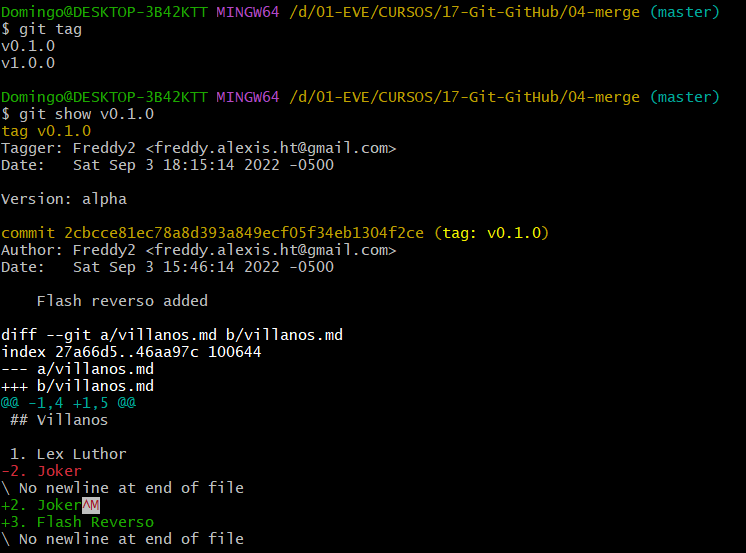 Domingo@DESKTOP-3B42KTT MINGW64 /d/01-EVE/CURSOS/17-Git-GitHub/04-merge (master)
$ git tag
v0.1.0
v1.0.0

Domingo@DESKTOP-3B42KTT MINGW64 /d/01-EVE/CURSOS/17-Git-GitHub/04-merge (master)
$ git show v0.1.0
tag v0.1.0
Tagger: Freddy2 <freddy.alexis.ht@gmail.com>
Date:   Sat Sep 3 18:15:14 2022 -0500

Version: alpha

commit 2cbcce81ec78a8d393a849ecf05f34eb1304f2ce (tag: v0.1.0)
Author: Freddy2 <freddy.alexis.ht@gmail.com>
Date:   Sat Sep 3 15:46:14 2022 -0500

    Flash reverso added

diff --git a/villanos.md b/villanos.md
index 27a66d5..46aa97c 100644
--- a/villanos.md
+++ b/villanos.md
@@ -1,4 +1,5 @@
 ## Villanos

 1. Lex Luthor
-2. Joker
\ No newline at end of file
+2. Joker^M
+3. Flash Reverso
\ No newline at end of file